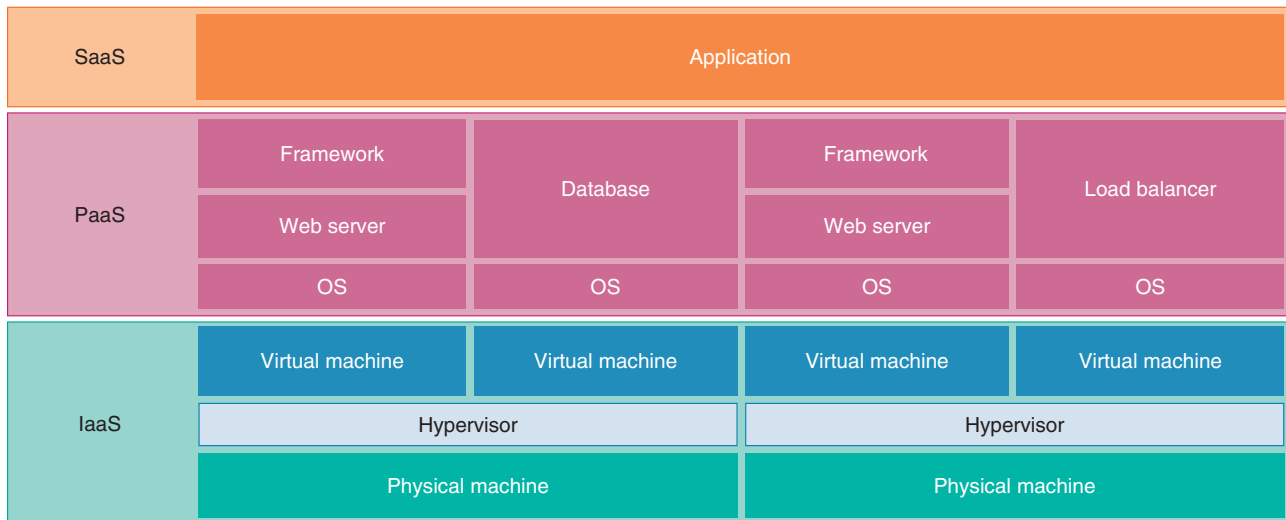 SaaS
Application
PaaS
Framework
Database
Framework
Load balancer
Web server
Web server
OS
OS
OS
OS
IaaS
Virtual machine
Virtual machine
Virtual machine
Virtual machine
Hypervisor
Hypervisor
Physical machine
Physical machine